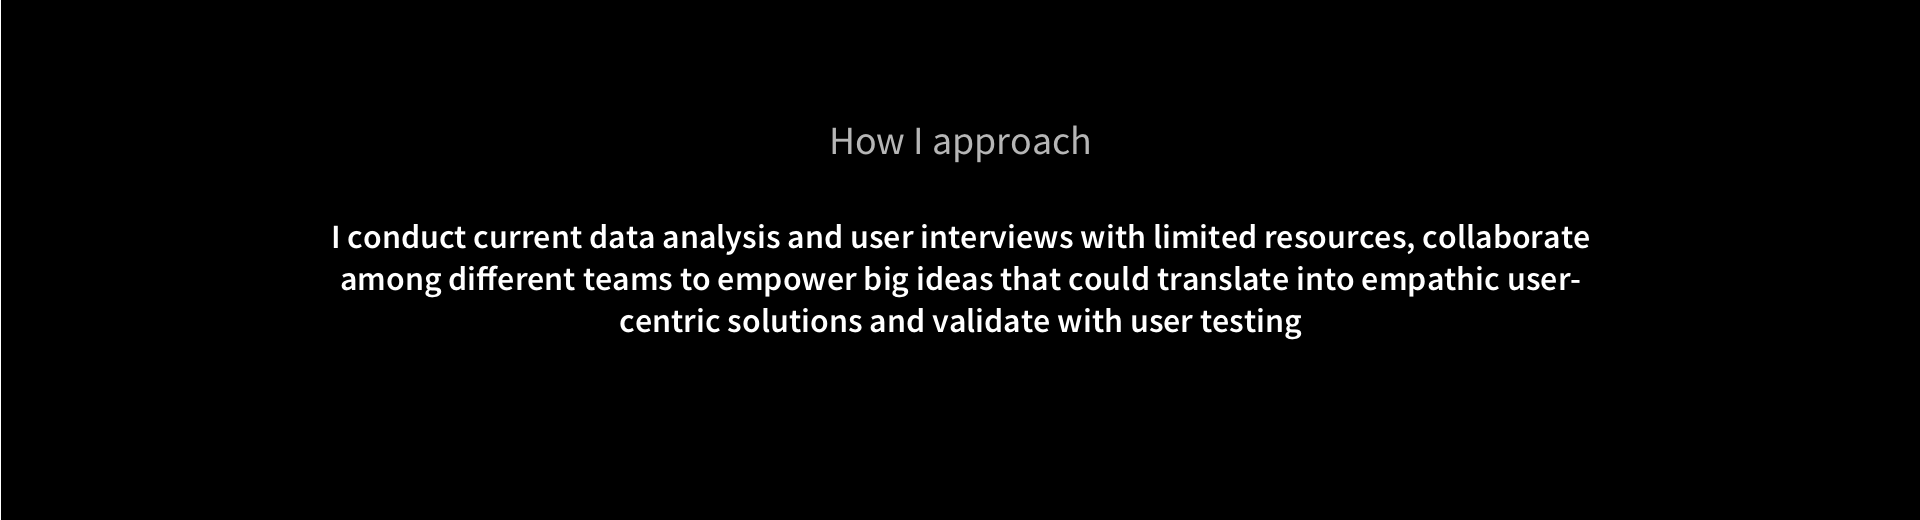 How I approach
I conduct current data analysis and user interviews with limited resources, collaborate
among different teams to empower big ideas that could translate into empathic user-
centric solutions and validate with user testing